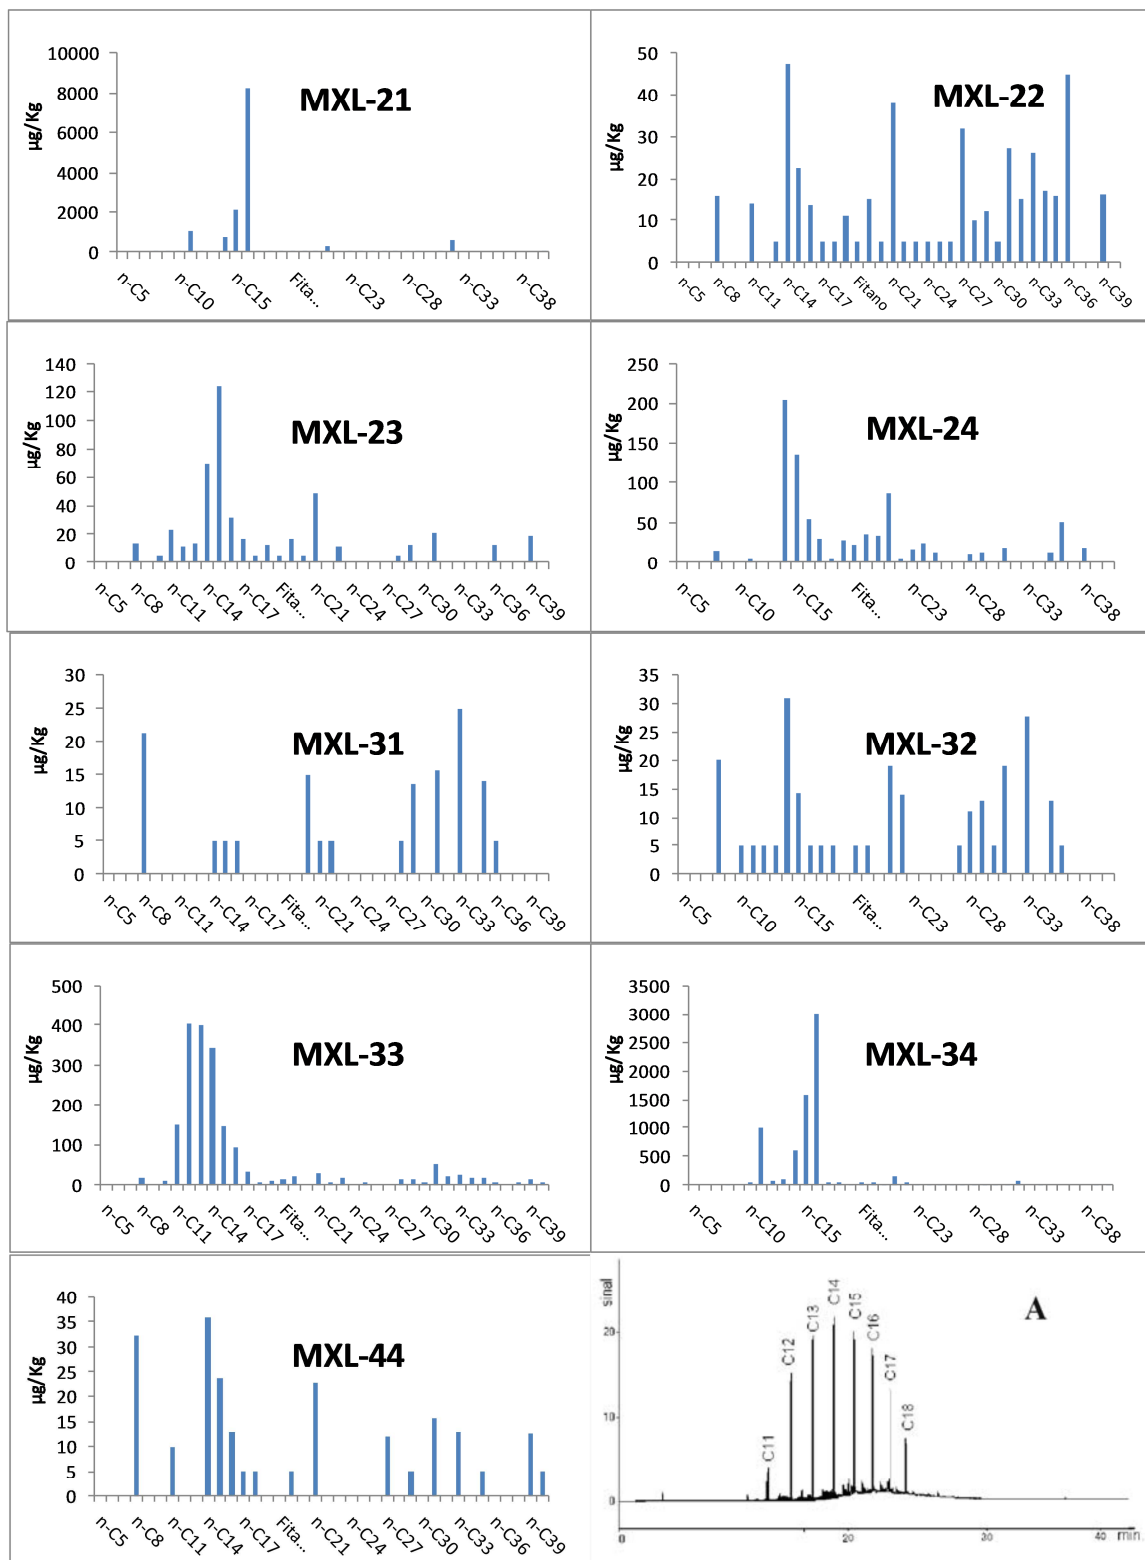 MXL-21
µg/Kg
10000
8000
6000
4000
2000
0
n-C5 n-C10 n-C15 Fita... n-C23 n-C28 n-C33 n-C38
MXL-22
µg/Kg
50
40
30
20
10
0
n-C5 n-C8 n-C11 n-C14 n-C17 Fitano n-C21 n-C24 n-C27 n-C30 n-C33 n-C36 n-C39
MXL-23
µg/Kg
140
120
100
80
60
40
20
0
n-C5 n-C8 n-C11 n-C14 n-C17 Fita... n-C21 n-C24 n-C27 n-C30 n-C33 n-C36 n-C39
MXL-24
µg/Kg
250
200
150
100
50
0
n-C5 n-C10 n-C15 Fita... n-C23 n-C28 n-C33 n-C38
MXL-31
µg/Kg
30
25
20
15
10
5
0
n-C5 n-C8 n-C11 n-C14 n-C17 Fita... n-C21 n-C24 n-C27 n-C30 n-C33 n-C36 n-C39
MXL-32
µg/Kg
35
30
25
20
15
10
5
0
n-C5 n-C10 n-C15 Fita... n-C23 n-C28 n-C33 n-C38
MXL-33
µg/Kg
500
400
300
200
100
0
n-C5 n-C8 n-C11 n-C14 n-C17 Fita... n-C21 n-C24 n-C27 n-C30 n-C33 n-C36 n-C39
MXL-34
µg/Kg
3500
3000
2500
2000
1500
1000
500
0
n-C5 n-C10 n-C15 Fita... n-C23 n-C28 n-C33 n-C38
MXL-44
µg/Kg
40
35
30
25
20
15
10
5
0
n-C5 n-C8 n-C11 n-C14 n-C17 Fita... n-C21 n-C24 n-C27 n-C30 n-C33 n-C36 n-C39
A
sinal
20
10
0
C11 C12 C13 C14 C15 C16 C17 C18
0 20 30 40 min.